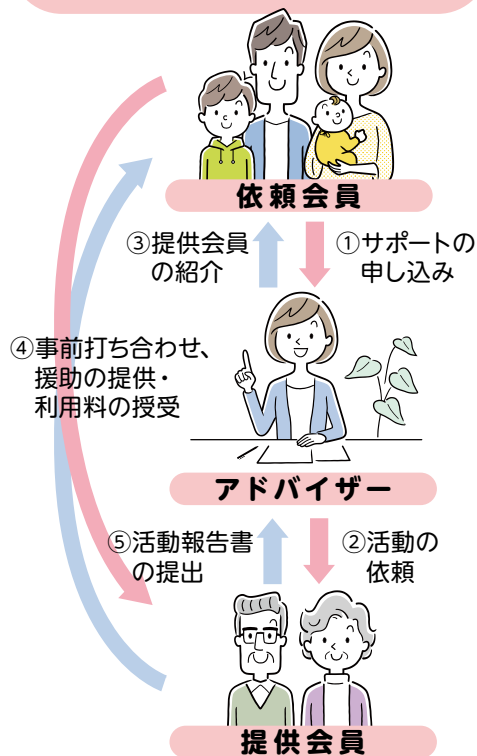 依頼会員
③提供会員
の紹介
①サポートの
申し込み
④事前打ち合わせ、
援助の提供・
利用料の授受
アドバイザー
⑤活動報告書
の提出
②活動の
依頼
提供会員